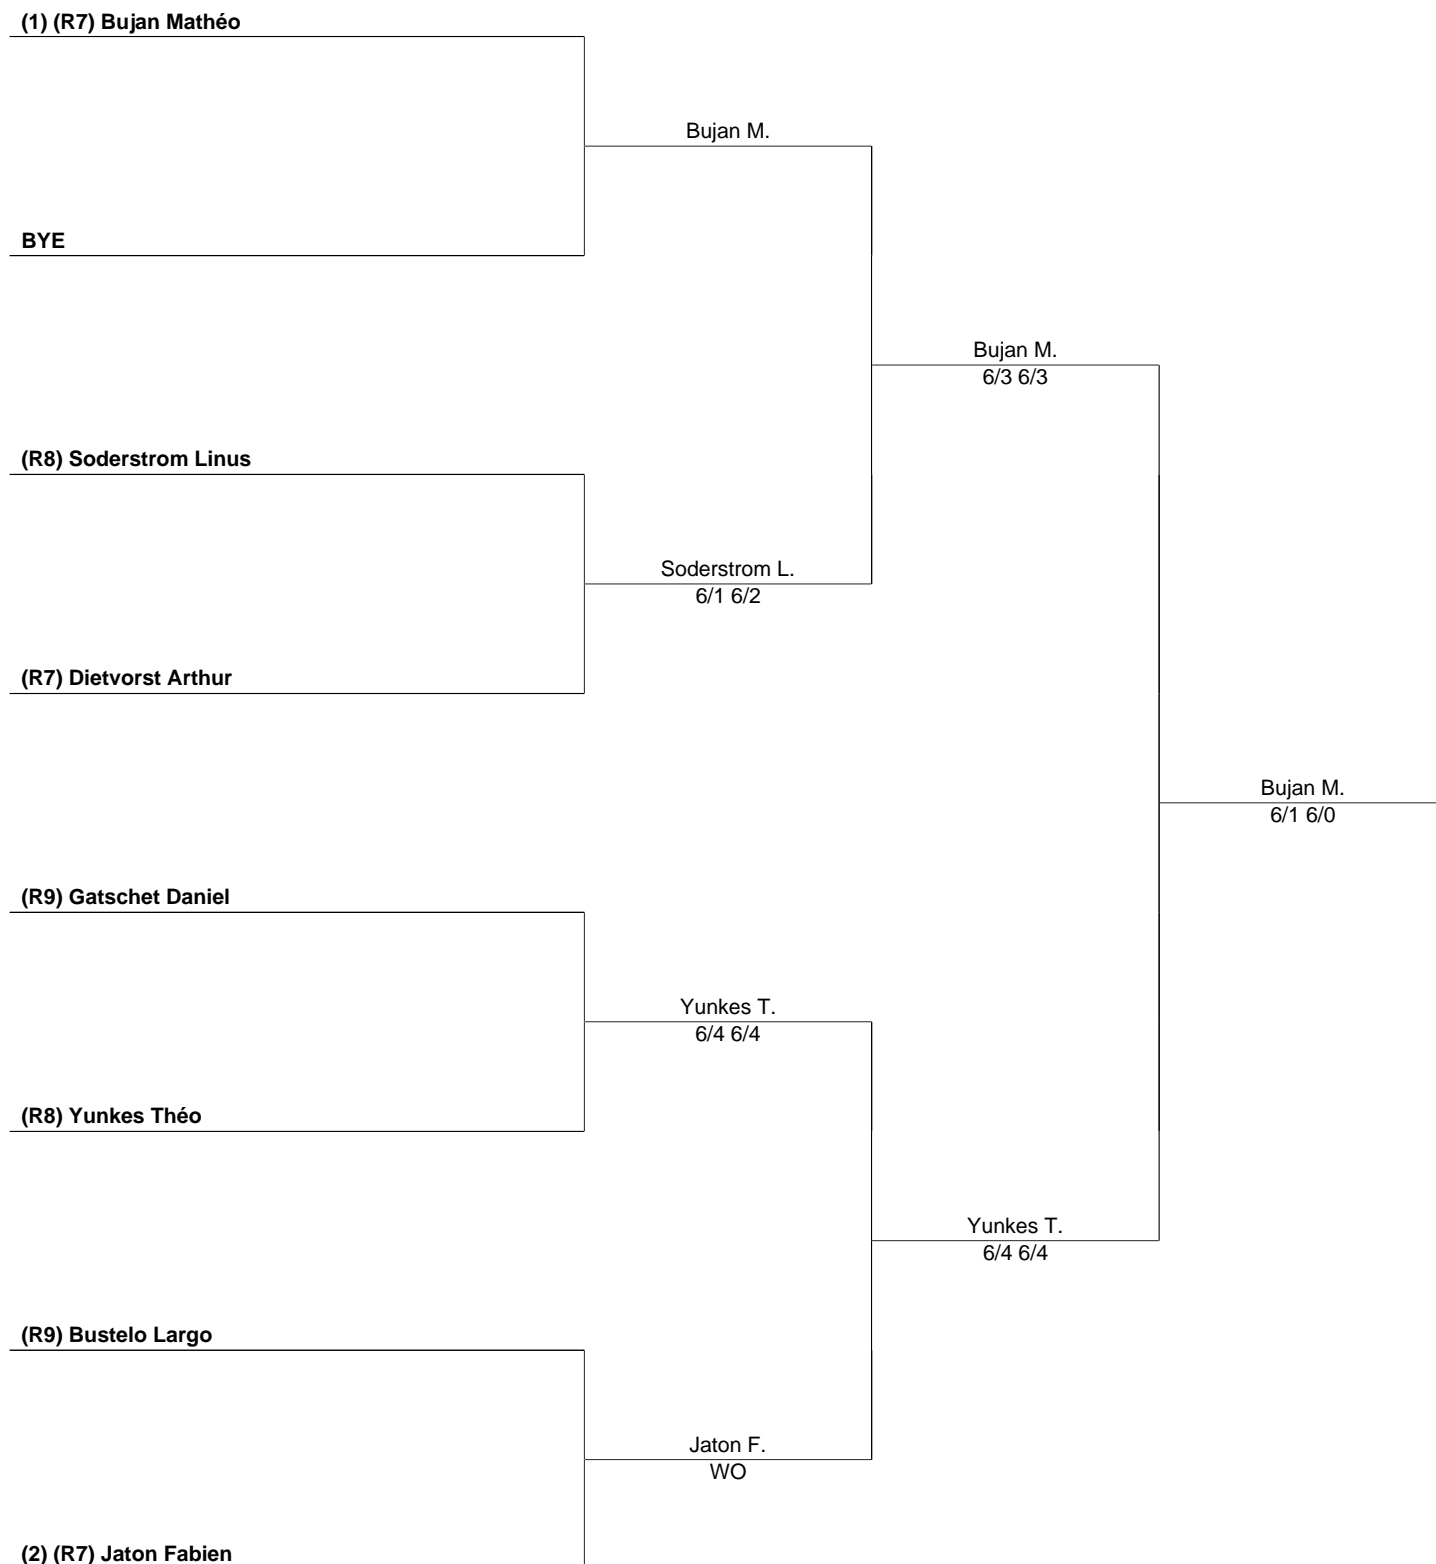 (1) (R7) Bujan Mathéo
Bujan M.
BYE
Bujan M.
6/3 6/3
(R8) Soderstrom Linus
Soderstrom L.
6/1 6/2
(R7) Dietvorst Arthur
Bujan M.
6/1 6/0
(R9) Gatschet Daniel
Yunkes T.
6/4 6/4
(R8) Yunkes Théo
Yunkes T.
6/4 6/4
(R9) Bustelo Largo
Jaton F.
WO
(2) (R7) Jaton Fabien